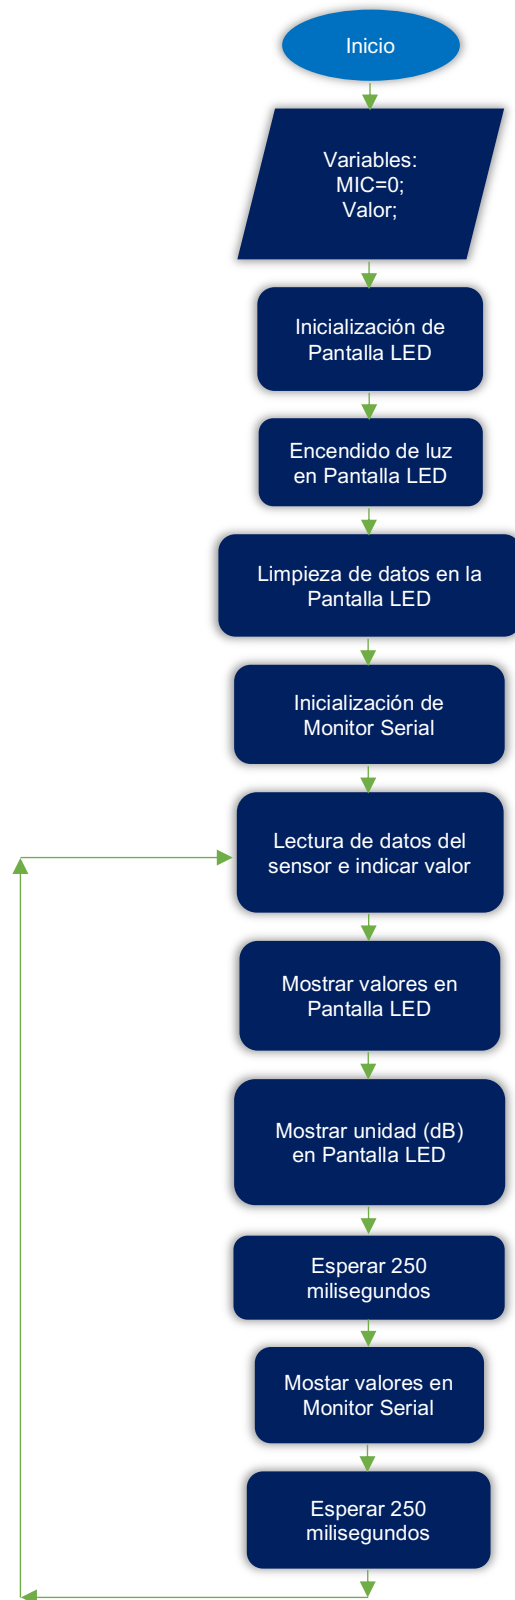 Inicio
Variables:
MIC=0;
Valor;
Inicialización de
Pantalla LED
Encendido de luz
en Pantalla LED
Limpieza de datos en la
Pantalla LED
Inicialización de
Monitor Serial
Lectura de datos del
sensor e indicar valor
Mostrar valores en
Pantalla LED
Mostrar unidad (dB)
en Pantalla LED
Esperar 250
milisegundos
Mostar valores en
Monitor Serial
Esperar 250
milisegundos